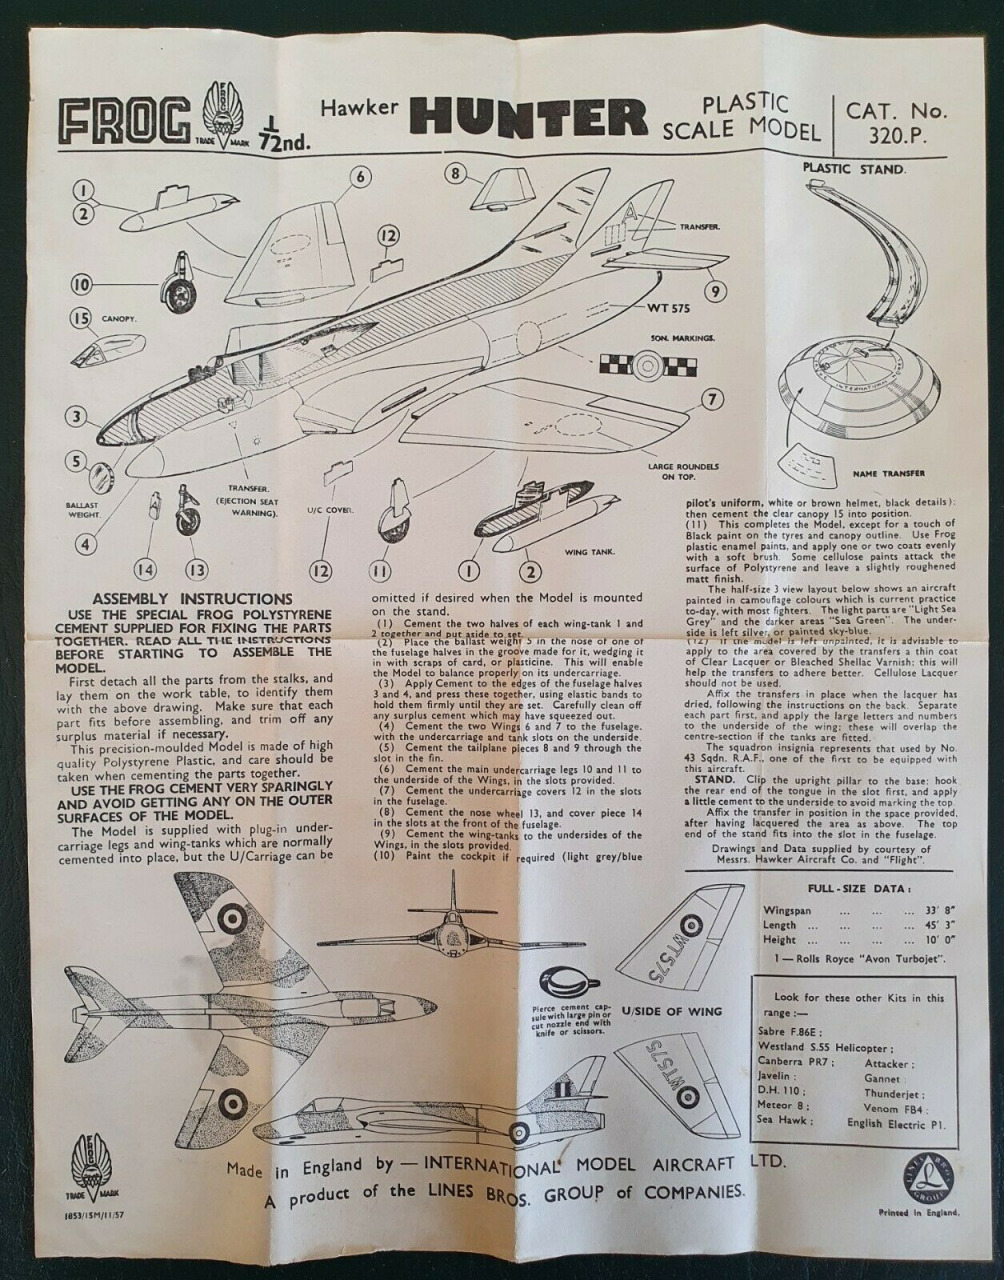 FROG
FROG
TRADE MARK
1/72nd.
Hawker HUNTER
PLASTIC
SCALE MODEL
CAT. No.
320.P.
1
2
6
8
12
TRANSFER.
A
9
10
15
CANOPY.
WT 575
SQN. MARKINGS.
3
5
7
BALLAST
WEIGHT.
TRANSFER.
(EJECTION SEAT
WARNING).
U/C COVER.
LARGE ROUNDELS
ON TOP.
WING TANK.
4
14
13
12
11
1
2
PLASTIC STAND.
NAME TRANSFER
ASSEMBLY INSTRUCTIONS
USE THE SPECIAL FROG POLYSTYRENE
CEMENT SUPPLIED FOR FIXING THE PARTS
TOGETHER. READ ALL THE INSTRUCTIONS
BEFORE STARTING TO ASSEMBLE THE
MODEL.
First detach all the parts from the stalks, and
lay them on the work table, to identify them
with the above drawing. Make sure that each
part fits before assembling, and trim off any
surplus material if necessary.
This precision-moulded Model is made of high
quality Polystyrene Plastic, and care should be
taken when cementing the parts together.
USE THE FROG CEMENT VERY SPARINGLY
AND AVOID GETTING ANY ON THE OUTER
SURFACES OF THE MODEL.
The Model is supplied with plug-in under-
carriage legs and wing-tanks which are normally
cemented into place, but the U/Carriage can be
omitted if desired when the Model is mounted
on the stand.
(1) Cement the two halves of each wing-tank 1 and
2 together and put aside to set.
(2) Place the ballast weight 5 in the nose of one of
the fuselage halves in the groove made for it, wedging it
in with scraps of card, or plasticine. This will enable
the Model to balance properly on its undercarriage.
(3) Apply Cement to the edges of the fuselage halves
3 and 4, and press these together, using elastic bands to
hold them firmly until they are set. Carefully clean off
any surplus cement which may have squeezed out.
(4) Cement the two Wings 6 and 7 to the fuselage,
with the undercarriage and tank slots on the underside.
(5) Cement the tailplane pieces 8 and 9 through the
slot in the fin.
(6) Cement the main undercarriage legs 10 and 11 to
the underside of the Wings, in the slots provided.
(7) Cement the undercarriage covers 12 in the slots
in the fuselage.
(8) Cement the nose wheel 13, and cover piece 14
in the slots at the front of the fuselage.
(9) Cement the wing-tanks to the undersides of the
Wings, in the slots provided.
(10) Paint the cockpit if required (light grey/blue
pilot's uniform, white or brown helmet, black details);
then cement the clear canopy 15 into position.
(11) This completes the Model, except for a touch of
Black paint on the tyres and canopy outline. Use Frog
plastic enamel paints, and apply one or two coats evenly
with a soft brush. Some cellulose paints attack the
surface of Polystyrene and leave a slightly roughened
matt finish.
The half-size 3 view layout below shows an aircraft
painted in camouflage colours which is current practice
to-day, with most fighters. The light parts are "Light Sea
Grey" and the darker areas "Sea Green". The under-
side is left silver, or painted sky-blue.
(12) If the model is left unpainted, it is advisable to
apply to the area covered by the transfers a thin coat
of Clear Lacquer or Bleached Shellac Varnish; this will
help the transfers to adhere better. Cellulose Lacquer
should not be used.
Affix the transfers in place when the lacquer has
dried, following the instructions on the back. Separate
each part first, and apply the large letters and numbers
to the underside of the wing; these will overlap the
centre-section if the tanks are fitted.
The squadron insignia represents that used by No.
43 Sqdn. R.A.F., one of the first to be equipped with
this aircraft.
STAND. Clip the upright pillar to the base: hook
the rear end of the tongue in the slot first, and apply
a little cement to the underside to avoid marking the top.
Affix the transfer in position in the space provided,
after having lacquered the area as above. The top
end of the stand fits into the slot in the fuselage.
Drawings and Data supplied by courtesy of
Messrs. Hawker Aircraft Co. and "Flight".
FULL-SIZE DATA:
Wingspan ... ... ... 33' 8"
Length ... ... ... 45' 3"
Height ... ... ... 10' 0"
1 — Rolls Royce "Avon Turbojet".
Look for these other Kits in this
range :—
Sabre F.86E ;
Westland S.55 Helicopter ;
Canberra PR7 ; Attacker ;
Javelin ; Gannet
D.H. 110 ; Thunderjet ;
Meteor 8 ; Venom FB4 :
Sea Hawk ; English Electric P1.
Pierce cement cap-
sule with large pin or
cut nozzle end with
knife or scissors.
WT575
U/SIDE OF WING
WT575
FROG
TRADE MARK
1853/15M/11/57
Made in England by — INTERNATIONAL MODEL AIRCRAFT LTD.
A product of the LINES BROS. GROUP of COMPANIES.
LINES BROS
GROUP
Printed in England.